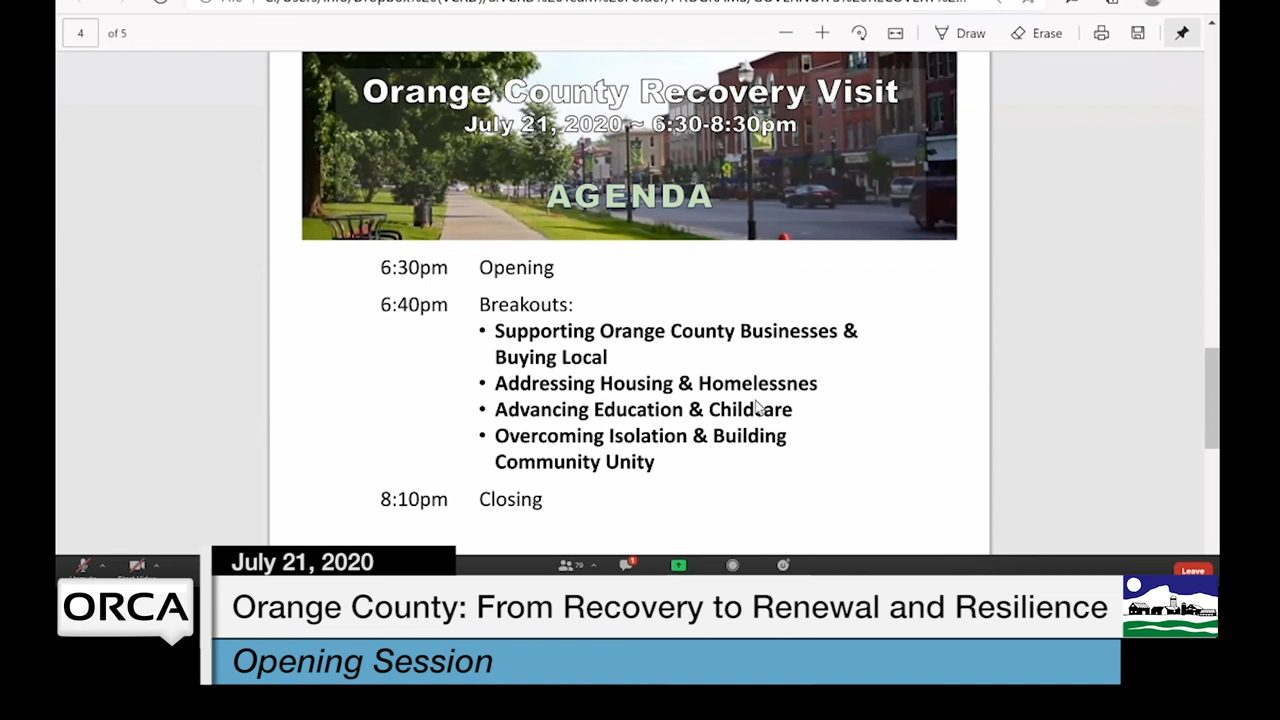 4 of 5
Draw
Erase
Orange County Recovery Visit
July 21, 2020 ~ 6:30-8:30pm
AGENDA
6:30pm Opening
6:40pm Breakouts:
• Supporting Orange County Businesses &
Buying Local
• Addressing Housing & Homelessnes
• Advancing Education & Childcare
• Overcoming Isolation & Building
Community Unity
8:10pm Closing
79
1
Leave
July 21, 2020
ORCA
Orange County: From Recovery to Renewal and Resilience
Opening Session